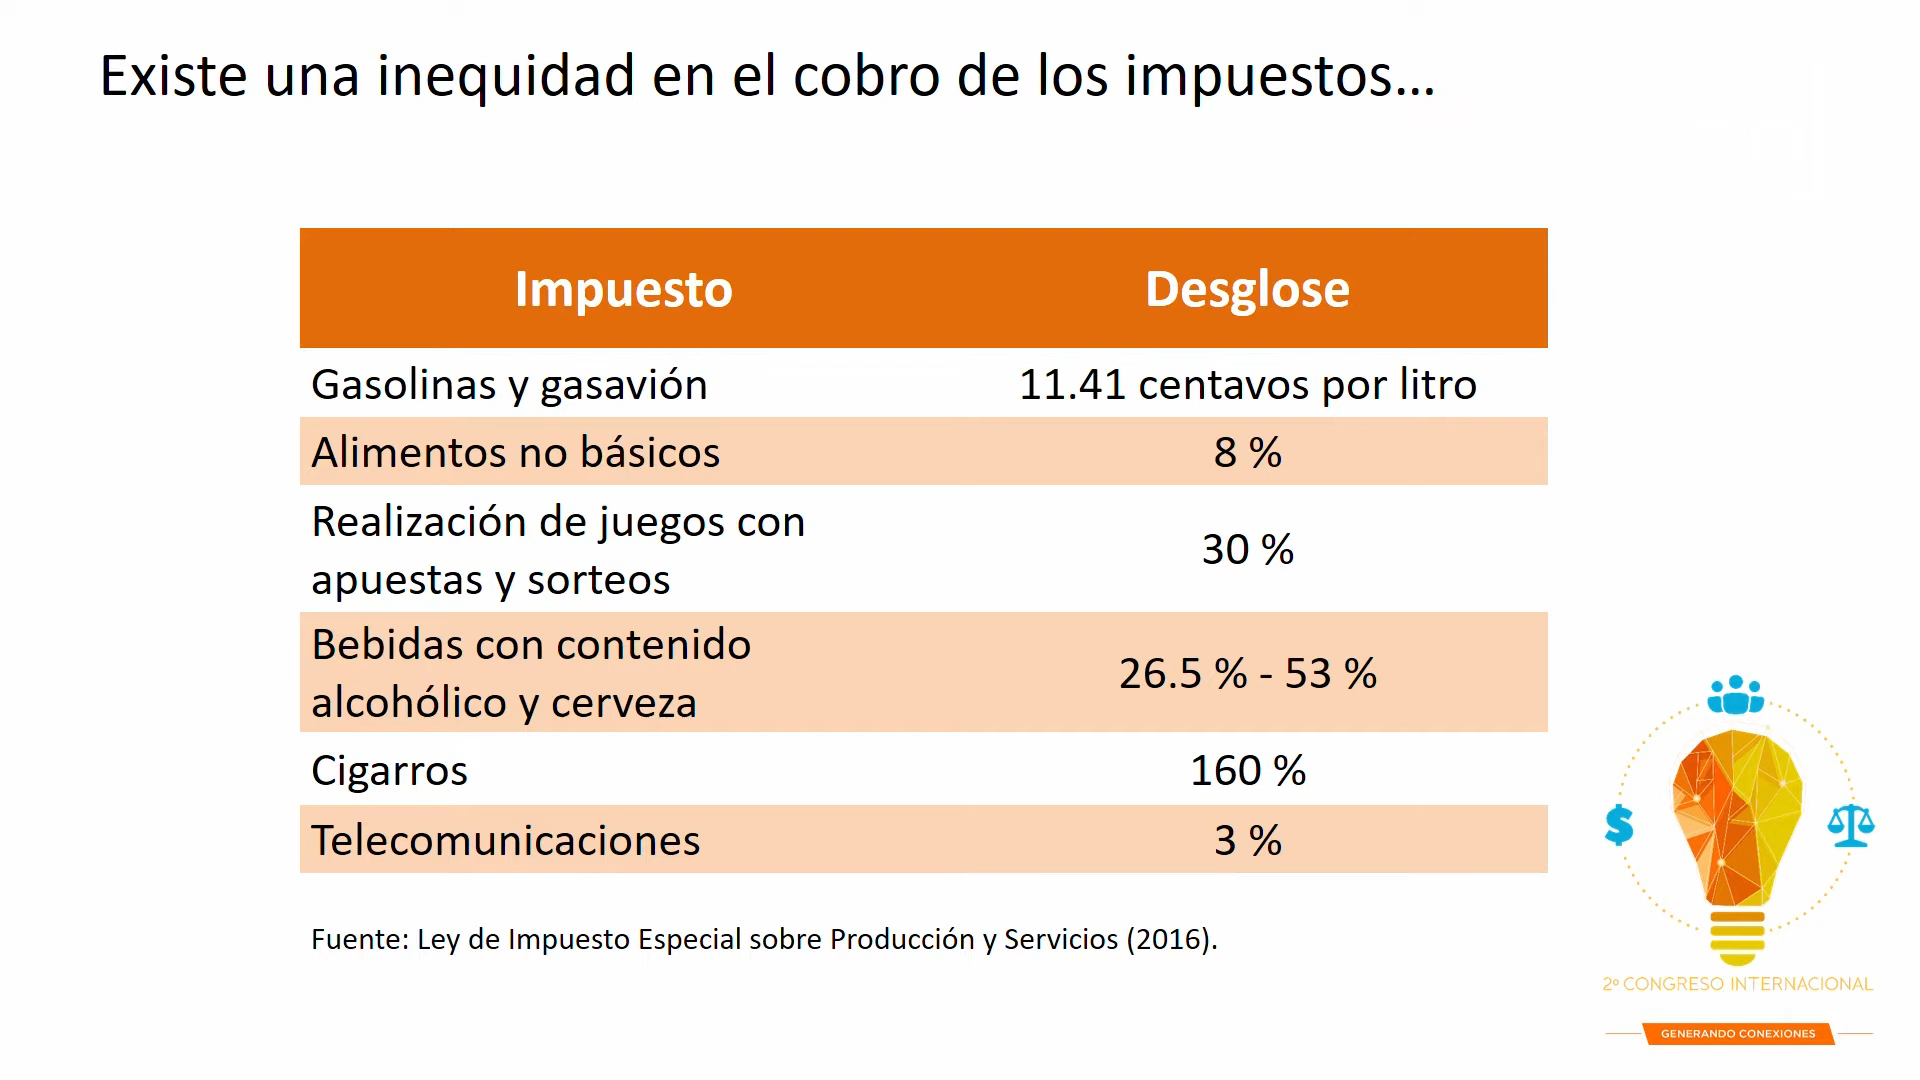 Existe una inequidad en el cobro de los impuestos...
Impuesto Desglose
Gasolinas y gasavión 11.41 centavos por litro
Alimentos no básicos 8 %
Realización de juegos con
apuestas y sorteos 30 %
Bebidas con contenido
alcohólico y cerveza 26.5 % - 53 %
Cigarros 160 %
Telecomunicaciones 3 %
Fuente: Ley de Impuesto Especial sobre Producción y Servicios (2016).
$
2º CONGRESO INTERNACIONAL
GENERANDO CONEXIONES